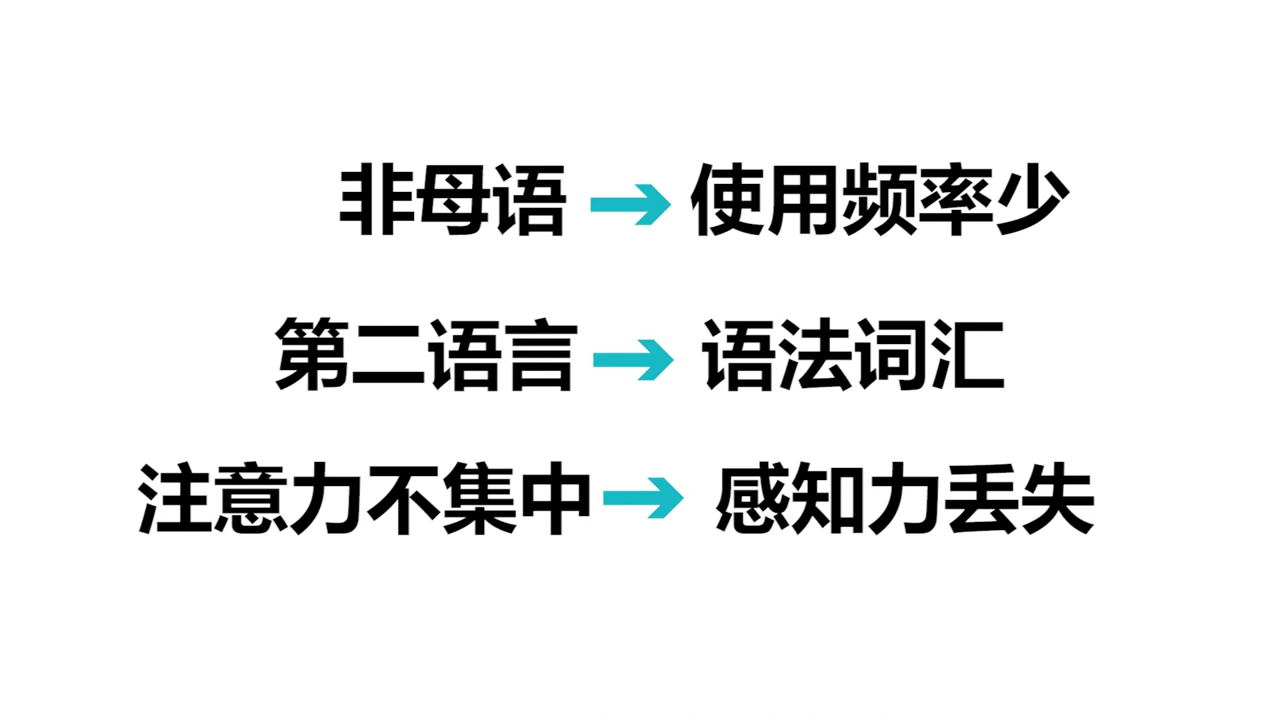 非母语 → 使用频率少
第二语言 → 语法词汇
注意力不集中 → 感知力丢失